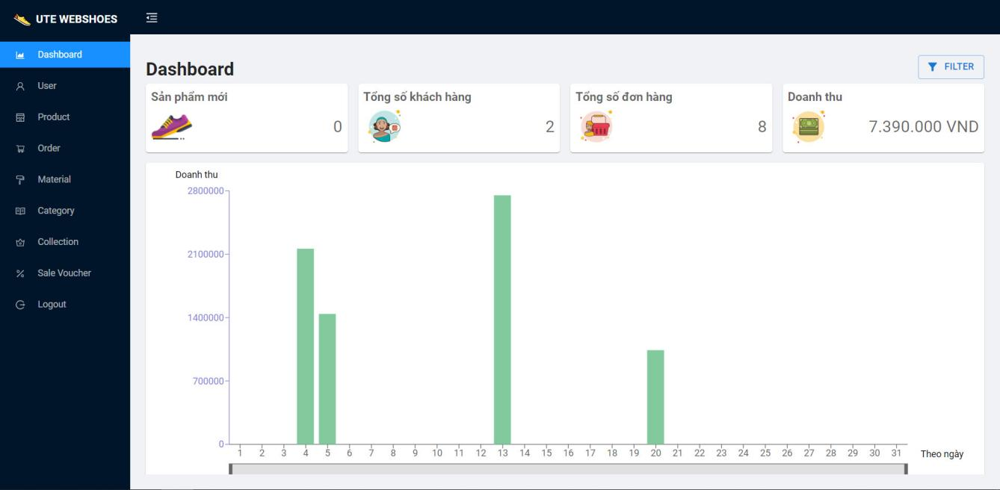 UTE WEBSHOES
Dashboard
User
Product
Order
Material
Category
Collection
Sale Voucher
Logout
Dashboard
FILTER
Sản phẩm mới
0
Tổng số khách hàng
2
Tổng số đơn hàng
8
Doanh thu
7.390.000 VND
Doanh thu
2800000
2100000
1400000
700000
0
1 2 3 4 5 6 7 8 9 10 11 12 13 14 15 16 17 18 19 20 21 22 23 24 25 26 27 28 29 30 31
Theo ngày